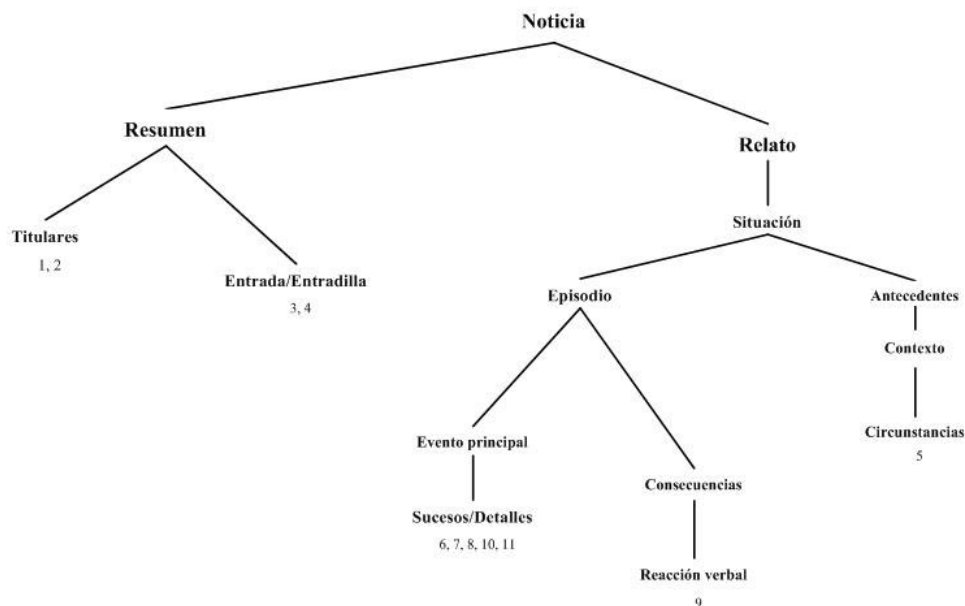 Noticia
Resumen
Relato
Titulares
1, 2
Entrada/Entradilla
3, 4
Situación
Episodio
Antecedentes
Contexto
Circunstancias
5
Evento principal
Sucesos/Detalles
6, 7, 8, 10, 11
Consecuencias
Reacción verbal
9